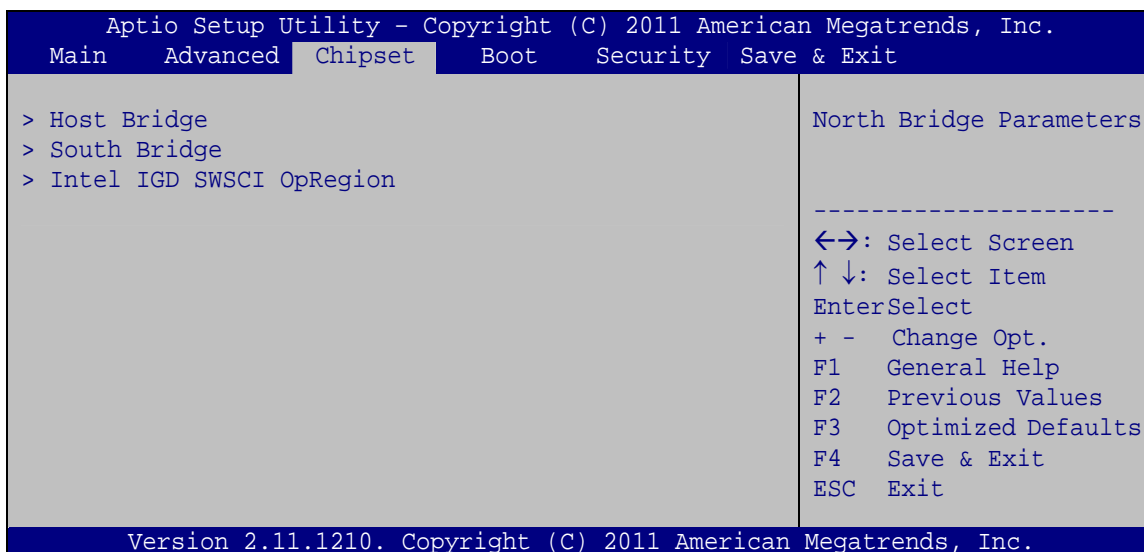 Aptio Setup Utility – Copyright (C) 2011 American Megatrends, Inc.
Main Advanced Chipset Boot Security Save & Exit
> Host Bridge
> South Bridge
> Intel IGD SWSCI OpRegion
North Bridge Parameters
---------------------
←→: Select Screen
↑ ↓: Select Item
EnterSelect
+ - Change Opt.
F1 General Help
F2 Previous Values
F3 Optimized Defaults
F4 Save & Exit
ESC Exit
Version 2.11.1210. Copyright (C) 2011 American Megatrends, Inc.